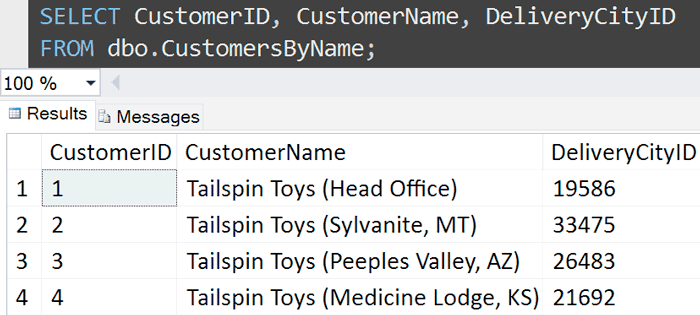 SELECT CustomerID, CustomerName, DeliveryCityID
FROM dbo.CustomersByName;
100 %
Results Messages
CustomerID CustomerName DeliveryCityID
1 1 Tailspin Toys (Head Office) 19586
2 2 Tailspin Toys (Sylvanite, MT) 33475
3 3 Tailspin Toys (Peeples Valley, AZ) 26483
4 4 Tailspin Toys (Medicine Lodge, KS) 21692